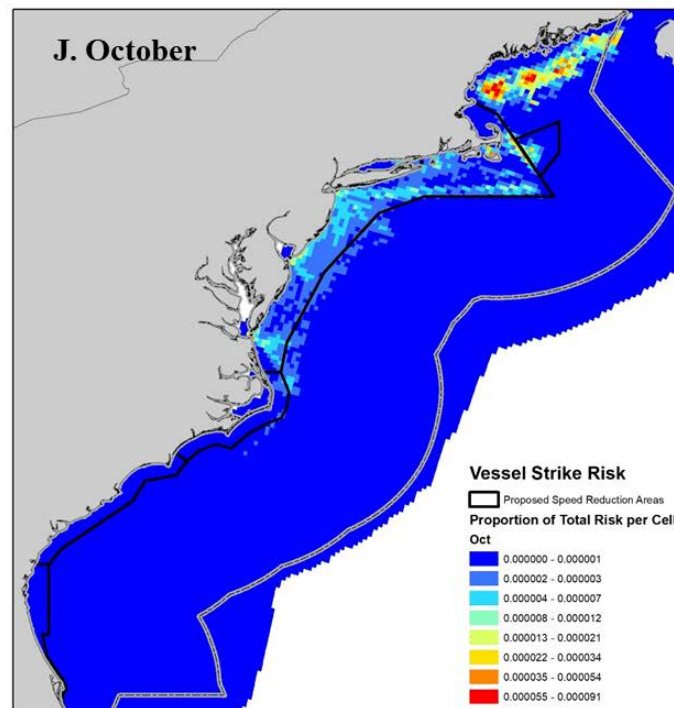 J. October
Vessel Strike Risk
Proposed Speed Reduction Areas
Proportion of Total Risk per Cell
Oct
0.000000 - 0.000001
0.000002 - 0.000003
0.000004 - 0.000007
0.000008 - 0.000012
0.000013 - 0.000021
0.000022 - 0.000034
0.000035 - 0.000054
0.000055 - 0.000091